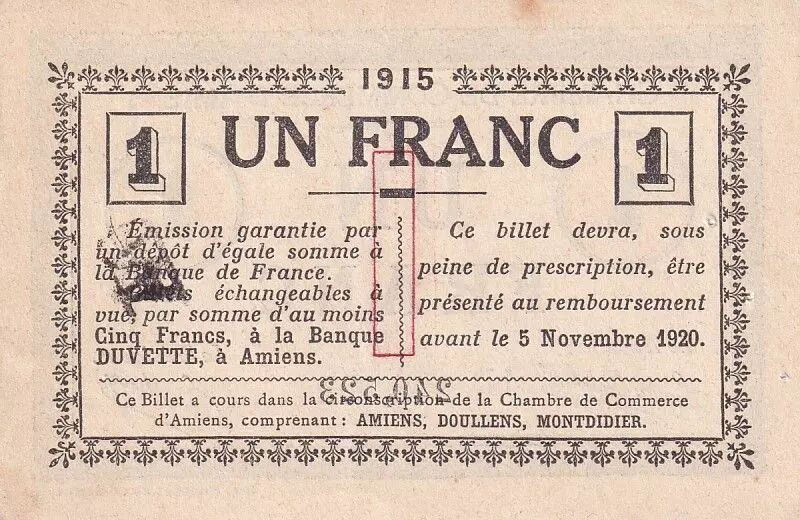 1915
1 UN FRANC 1
Émission garantie par
un dépôt d'égale somme à
la Banque de France.
Billets échangeables à
vue, par somme d'au moins
Cinq Francs, à la Banque
DUVETTE, à Amiens.
Ce billet devra, sous
peine de prescription, être
présenté au remboursement
avant le 5 Novembre 1920.
Ce Billet a cours dans la Circonscription de la Chambre de Commerce
d'Amiens, comprenant : AMIENS, DOULLENS, MONTDIDIER.